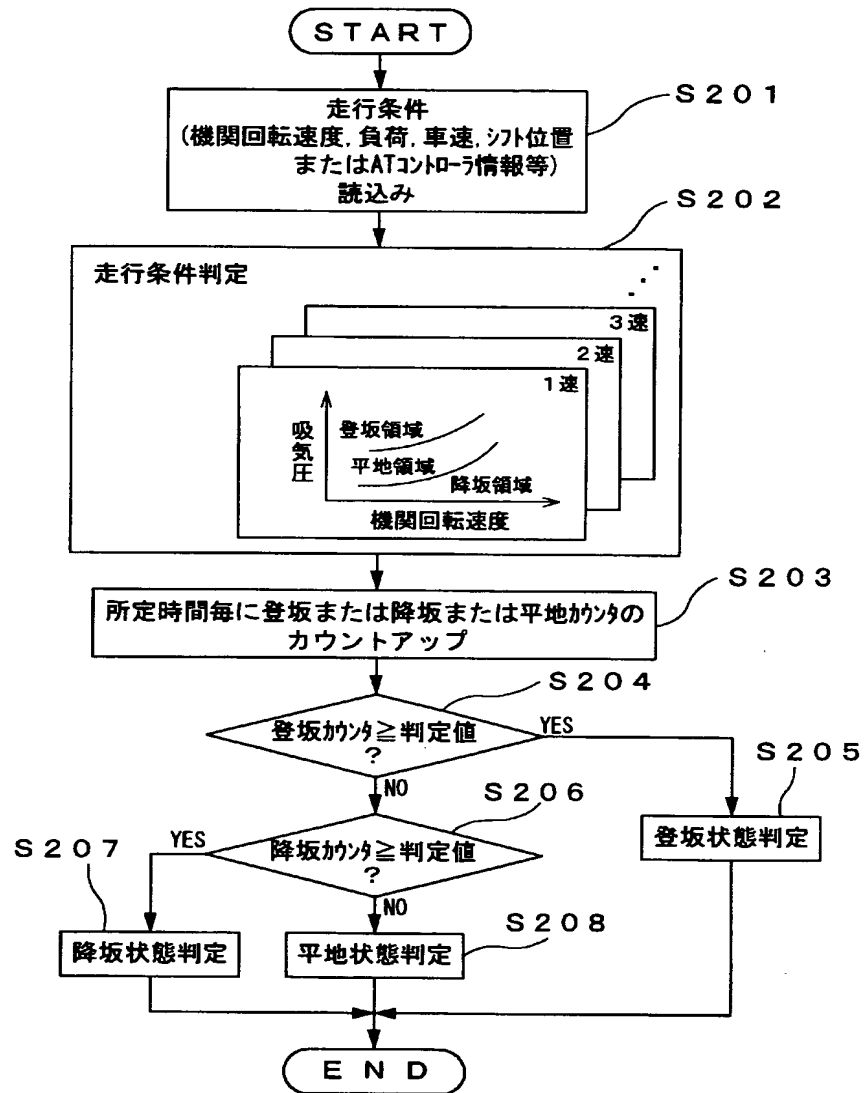 START
S201
走行条件
(機関回転速度, 負荷, 車速, ｼﾌﾄ位置
またはATｺﾝﾄﾛｰﾗ情報等)
読込み
S202
走行条件判定
3速
2速
1速
吸気圧
登坂領域
平地領域
降坂領域
機関回転速度
S203
所定時間毎に登坂または降坂または平地ｶｳﾝﾀの
カウントアップ
S204
登坂ｶｳﾝﾀ≧判定値
?
YES
NO
S205
登坂状態判定
S206
降坂ｶｳﾝﾀ≧判定値
?
YES
NO
S207
降坂状態判定
S208
平地状態判定
END